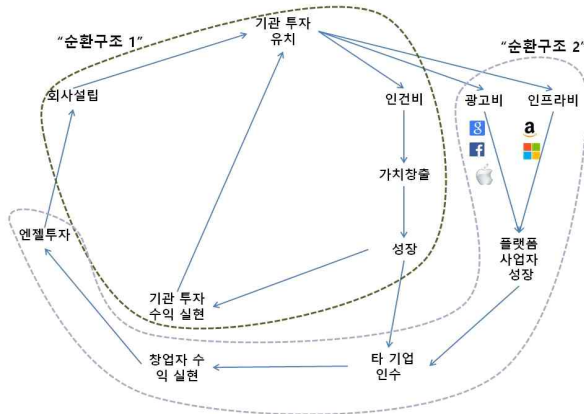 기관 투자
유치
“순환구조 1”
“순환구조 2”
회사설립
인건비
광고비
인프라비
g
f
a
가치창출
엔젤투자
성장
플랫폼
사업자
성장
기관 투자
수익 실현
창업자 수
익 실현
타 기업
인수